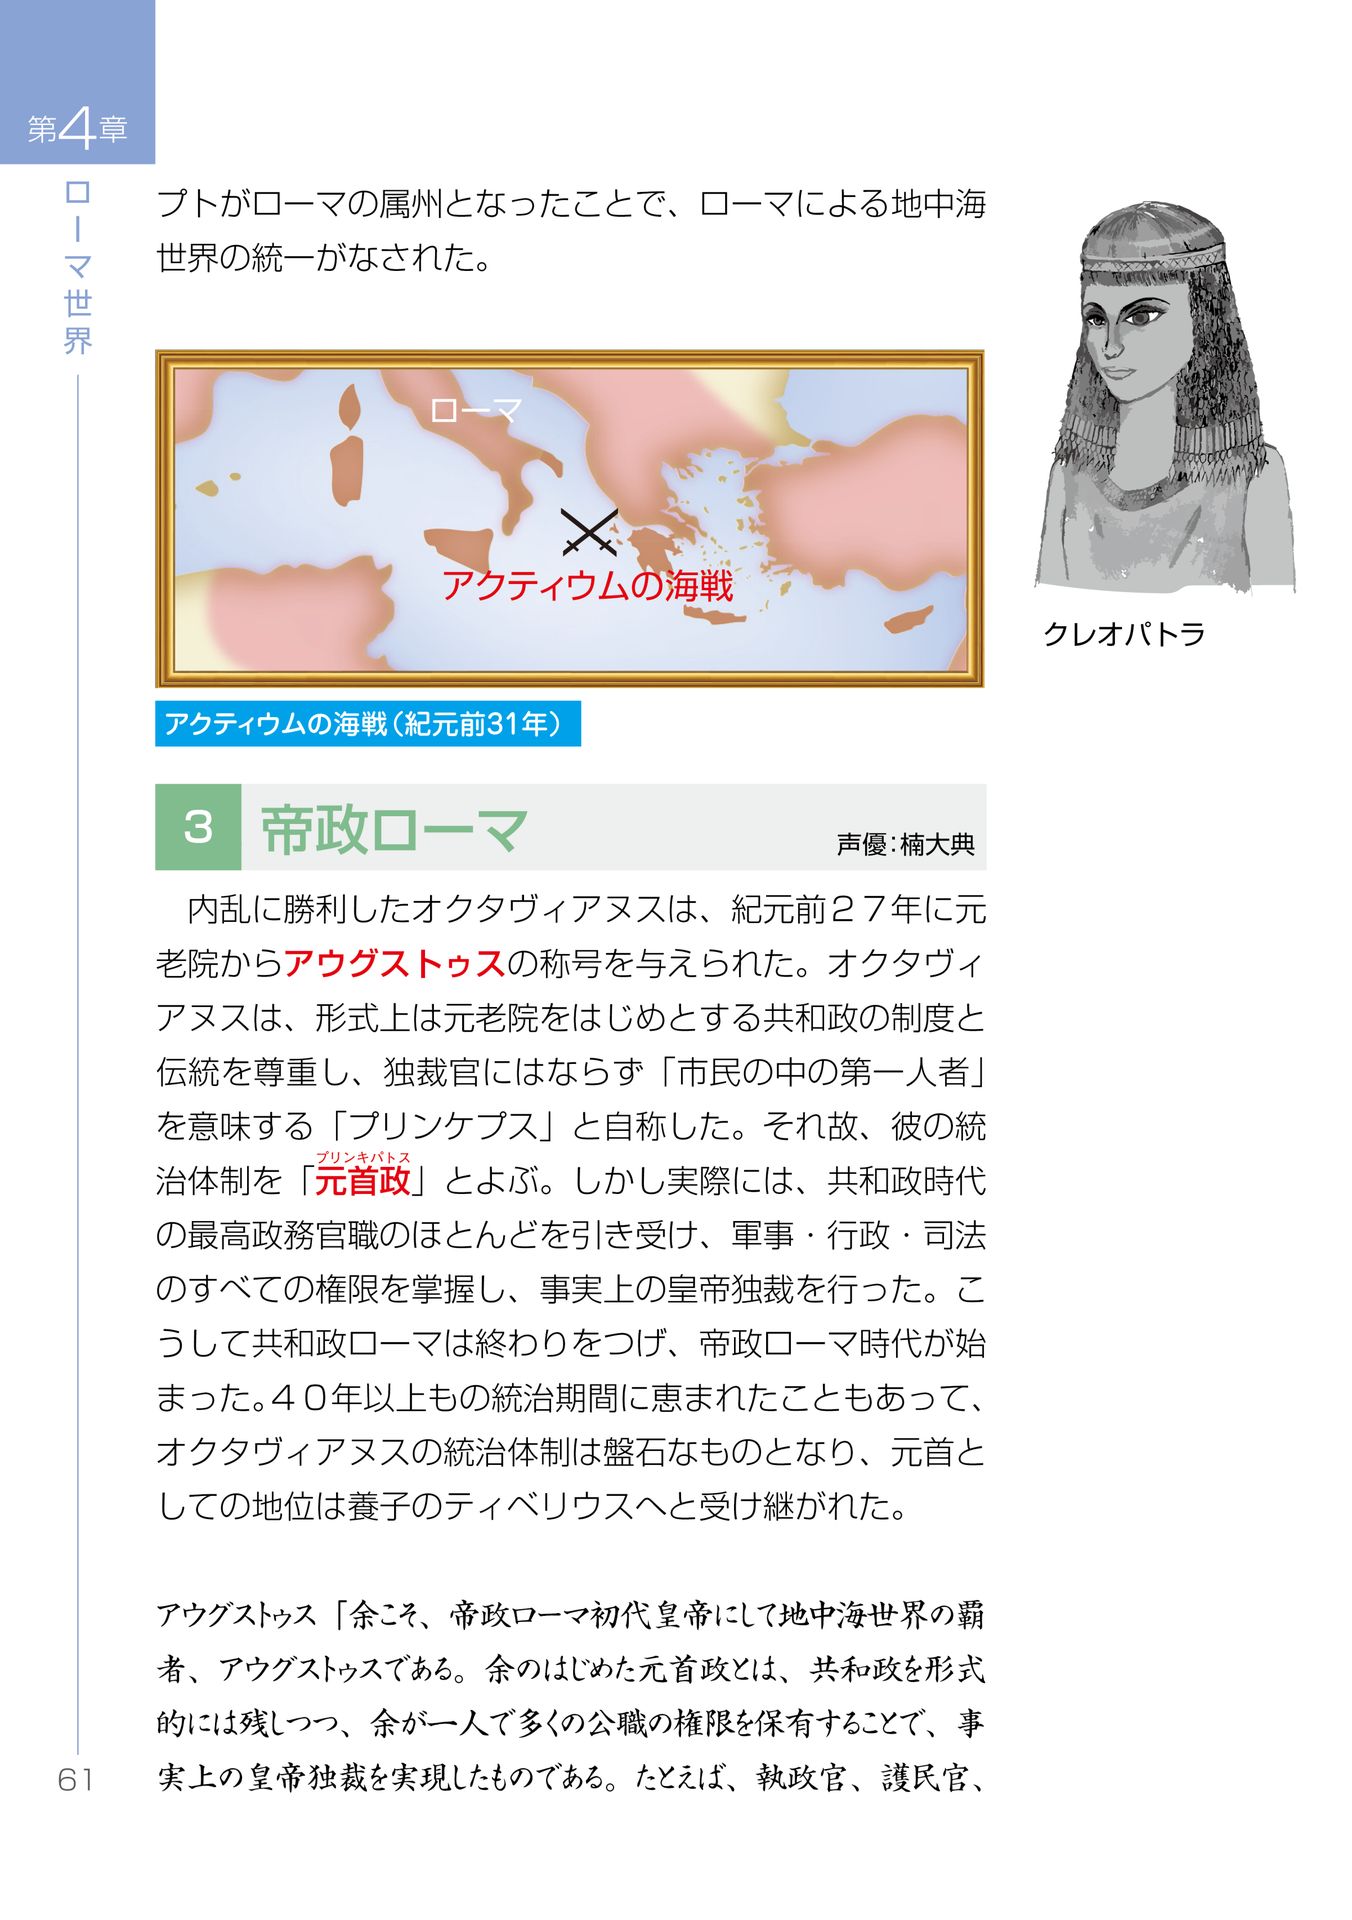 第4章
ローマ世界
プトがローマの属州となったことで、ローマによる地中海
世界の統一がなされた。
ローマ
アクティウムの海戦
クレオパトラ
アクティウムの海戦（紀元前31年）
3 帝政ローマ
声優：楠大典
内乱に勝利したオクタヴィアヌスは、紀元前２７年に元
老院からアウグストゥスの称号を与えられた。オクタヴィ
アヌスは、形式上は元老院をはじめとする共和政の制度と
伝統を尊重し、独裁官にはならず「市民の中の第一人者」
を意味する「プリンケプス」と自称した。それ故、彼の統
プリンキパトス
治体制を「元首政」とよぶ。しかし実際には、共和政時代
の最高政務官職のほとんどを引き受け、軍事・行政・司法
のすべての権限を掌握し、事実上の皇帝独裁を行った。こ
うして共和政ローマは終わりをつげ、帝政ローマ時代が始
まった。４０年以上もの統治期間に恵まれたこともあって、
オクタヴィアヌスの統治体制は盤石なものとなり、元首と
しての地位は養子のティベリウスへと受け継がれた。
アウグストゥス「余こそ、帝政ローマ初代皇帝にして地中海世界の覇
者、アウグストゥスである。余のはじめた元首政とは、共和政を形式
的には残しつつ、余が一人で多くの公職の権限を保有することで、事
実上の皇帝独裁を実現したものである。たとえば、執政官、護民官、
61